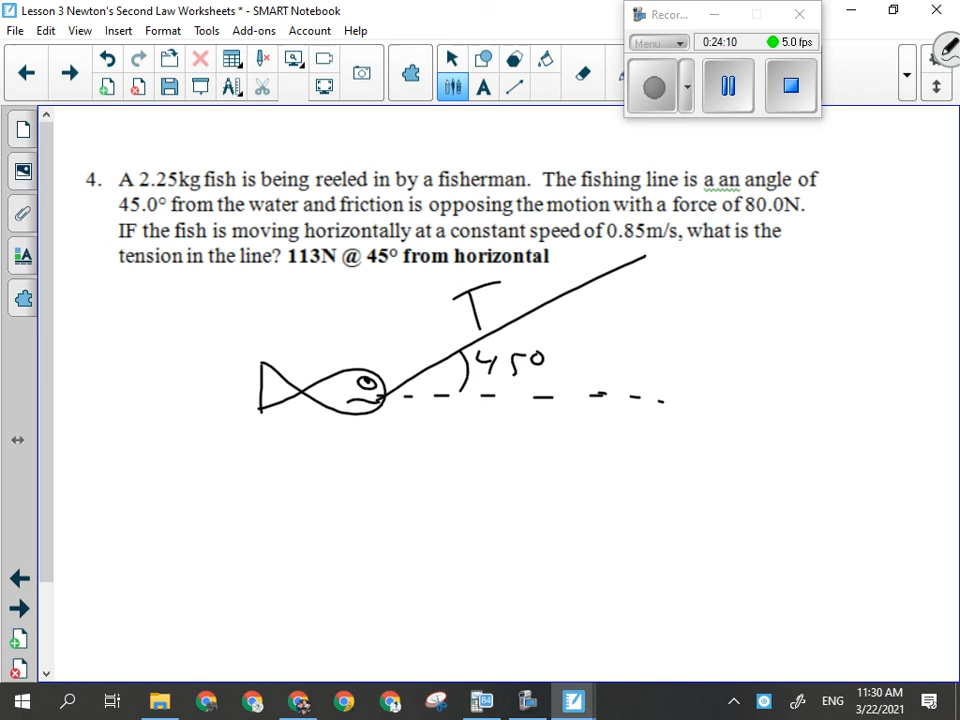 Lesson 3 Newton's Second Law Worksheets * - SMART Notebook
Recor...
File Edit View Insert Format Tools Add-ons Account Help
Menu 0:24:10 5.0 fps
4. A 2.25kg fish is being reeled in by a fisherman. The fishing line is a an angle of
45.0° from the water and friction is opposing the motion with a force of 80.0N.
IF the fish is moving horizontally at a constant speed of 0.85m/s, what is the
tension in the line? 113N @ 45° from horizontal
T
45°
ENG 11:30 AM
3/22/2021